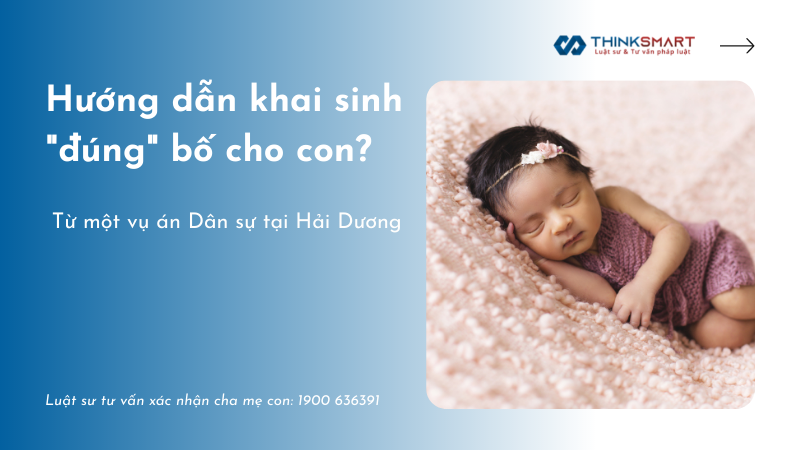 THINKSMART
Luật sư & Tư vấn pháp luật
Hướng dẫn khai sinh
"đúng" bố cho con?
Từ một vụ án Dân sự tại Hải Dương
Luật sư tư vấn xác nhận cha mẹ con: 1900 636391